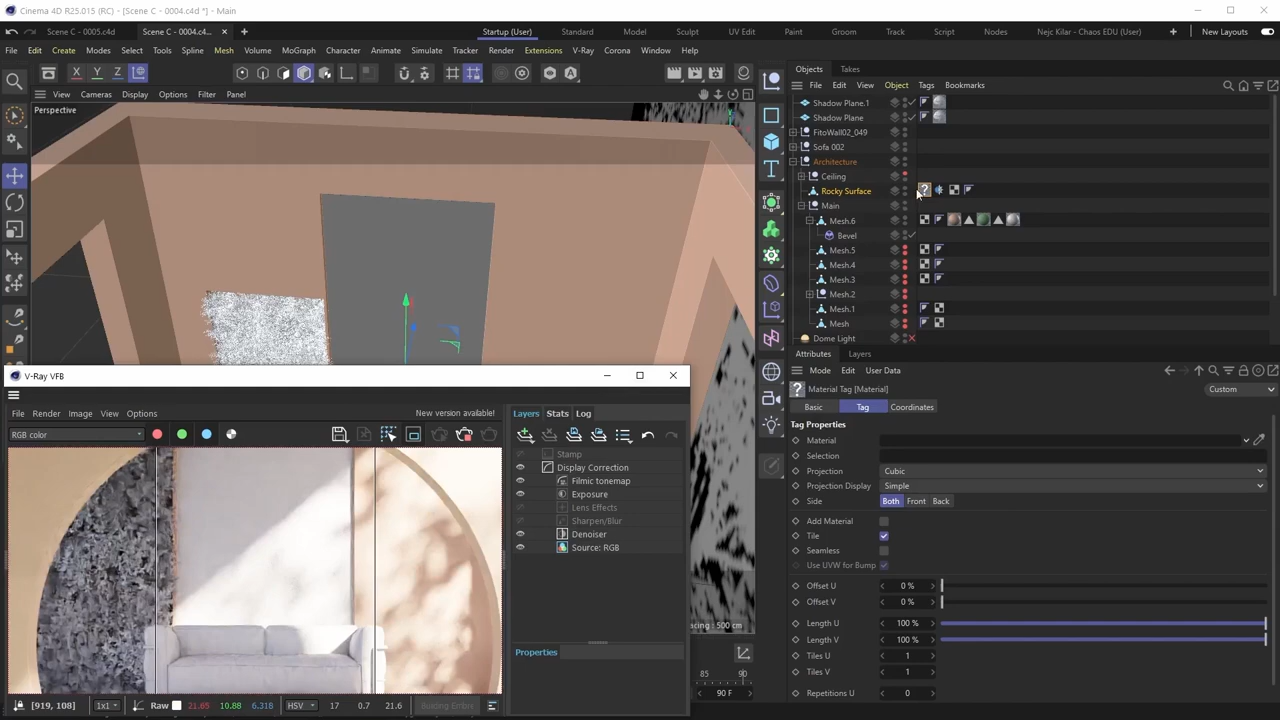 Cinema 4D R25.015 (RC) - [Scene C - 0004.c4d *] - Main
Scene C - 0005.c4d
Scene C - 0004.c4d...
Startup (User) Standard Model Sculpt UV Edit Paint Groom Track Script Nodes Nejc Kilar - Chaos EDU (User) New Layouts
File Edit Create Modes Select Tools Spline Mesh Volume MoGraph Character Animate Simulate Tracker Render Extensions V-Ray Corona Window Help
X Y Z
View Cameras Display Options Filter Panel
Perspective
Objects Takes
File Edit View Object Tags Bookmarks
Shadow Plane.1
Shadow Plane
FitoWall02_049
Sofa 002
Architecture
Ceiling
Rocky Surface
Main
Mesh.6
Bevel
Mesh.5
Mesh.4
Mesh.3
Mesh.2
Mesh.1
Mesh
Dome Light
Attributes Layers
Mode Edit User Data
Material Tag [Material]
Custom
Basic Tag Coordinates
Tag Properties
Material
Selection
Projection Cubic
Projection Display Simple
Side Both Front Back
Add Material
Tile
Seamless
Use UVW for Bump
Offset U 0 %
Offset V 0 %
Length U 100 %
Length V 100 %
Tiles U 1
Tiles V 1
Repetitions U 0
V-Ray VFB
File Render Image View Options
New version available!
RGB color
Layers Stats Log
Stamp
Display Correction
Filmic tonemap
Exposure
Lens Effects
Sharpen/Blur
Denoiser
Source: RGB
Properties
[919, 108] 1x1 Raw 21.65 10.88 6.318 HSV 17 0.7 21.6
acing : 500 cm
85 90
90 F